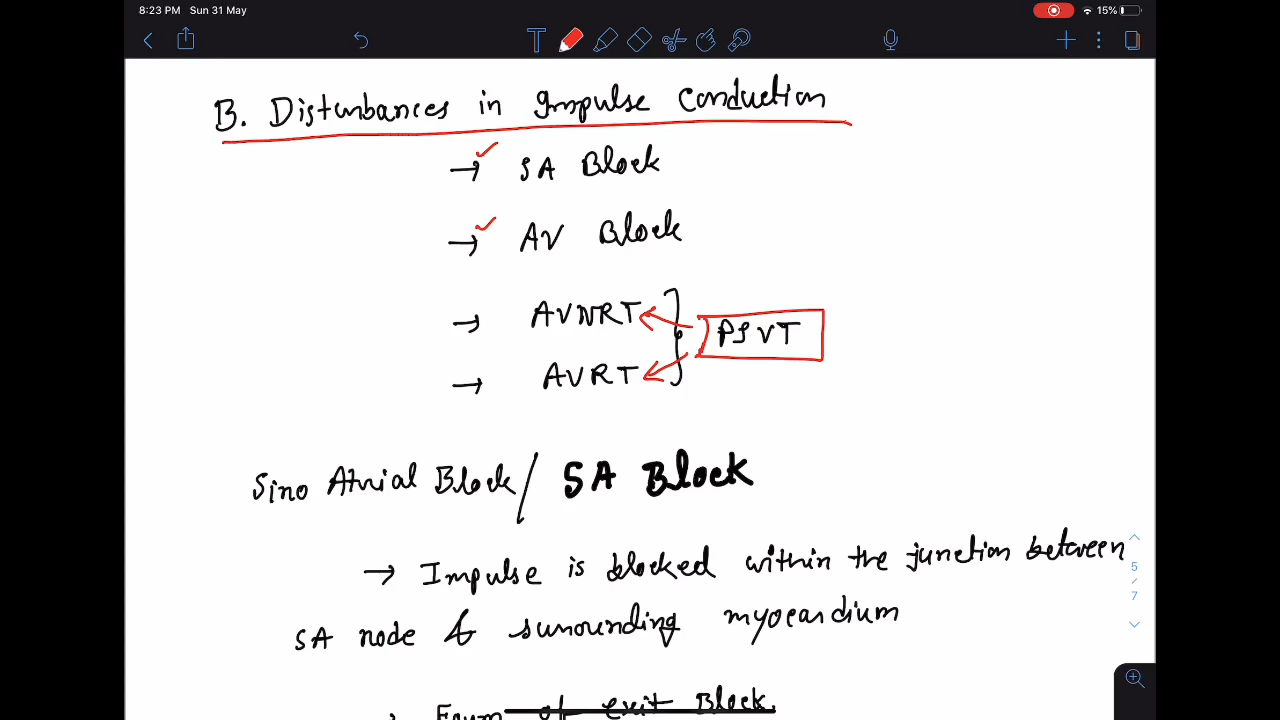 8:23 PM Sun 31 May
15%
B. Disturbances in Impulse Conduction
→ SA Block
→ AV Block
→ AVNRT
PSVT
→ AVRT
Sino Atrial Block / SA Block
→ Impulse is blocked within the junction between
5
/
7
SA node & surrounding myocardium
→ Form of exit Block.